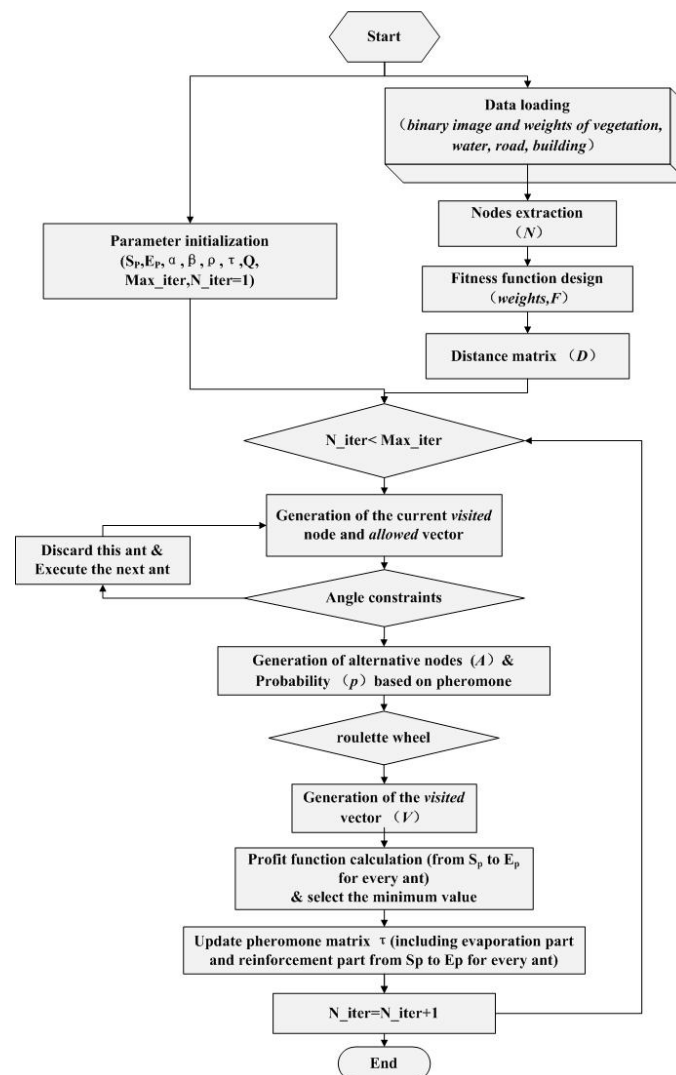 Start
Data loading
（binary image and weights of vegetation,
water, road, building）
Nodes extraction
（N）
Parameter initialization
(Sₚ,Eₚ,α,β,ρ,τ,Q,
Max_iter,N_iter=1)
Fitness function design
(weights,F)
Distance matrix （D）
N_iter< Max_iter
Generation of the current visited
node and allowed vector
Discard this ant &
Execute the next ant
Angle constraints
Generation of alternative nodes (A）&
Probability （p）based on pheromone
roulette wheel
Generation of the visited
vector （V）
Profit function calculation (from Sₚ to Eₚ
for every ant)
& select the minimum value
Update pheromone matrix τ(including evaporation part
and reinforcement part from Sp to Ep for every ant)
N_iter=N_iter+1
End